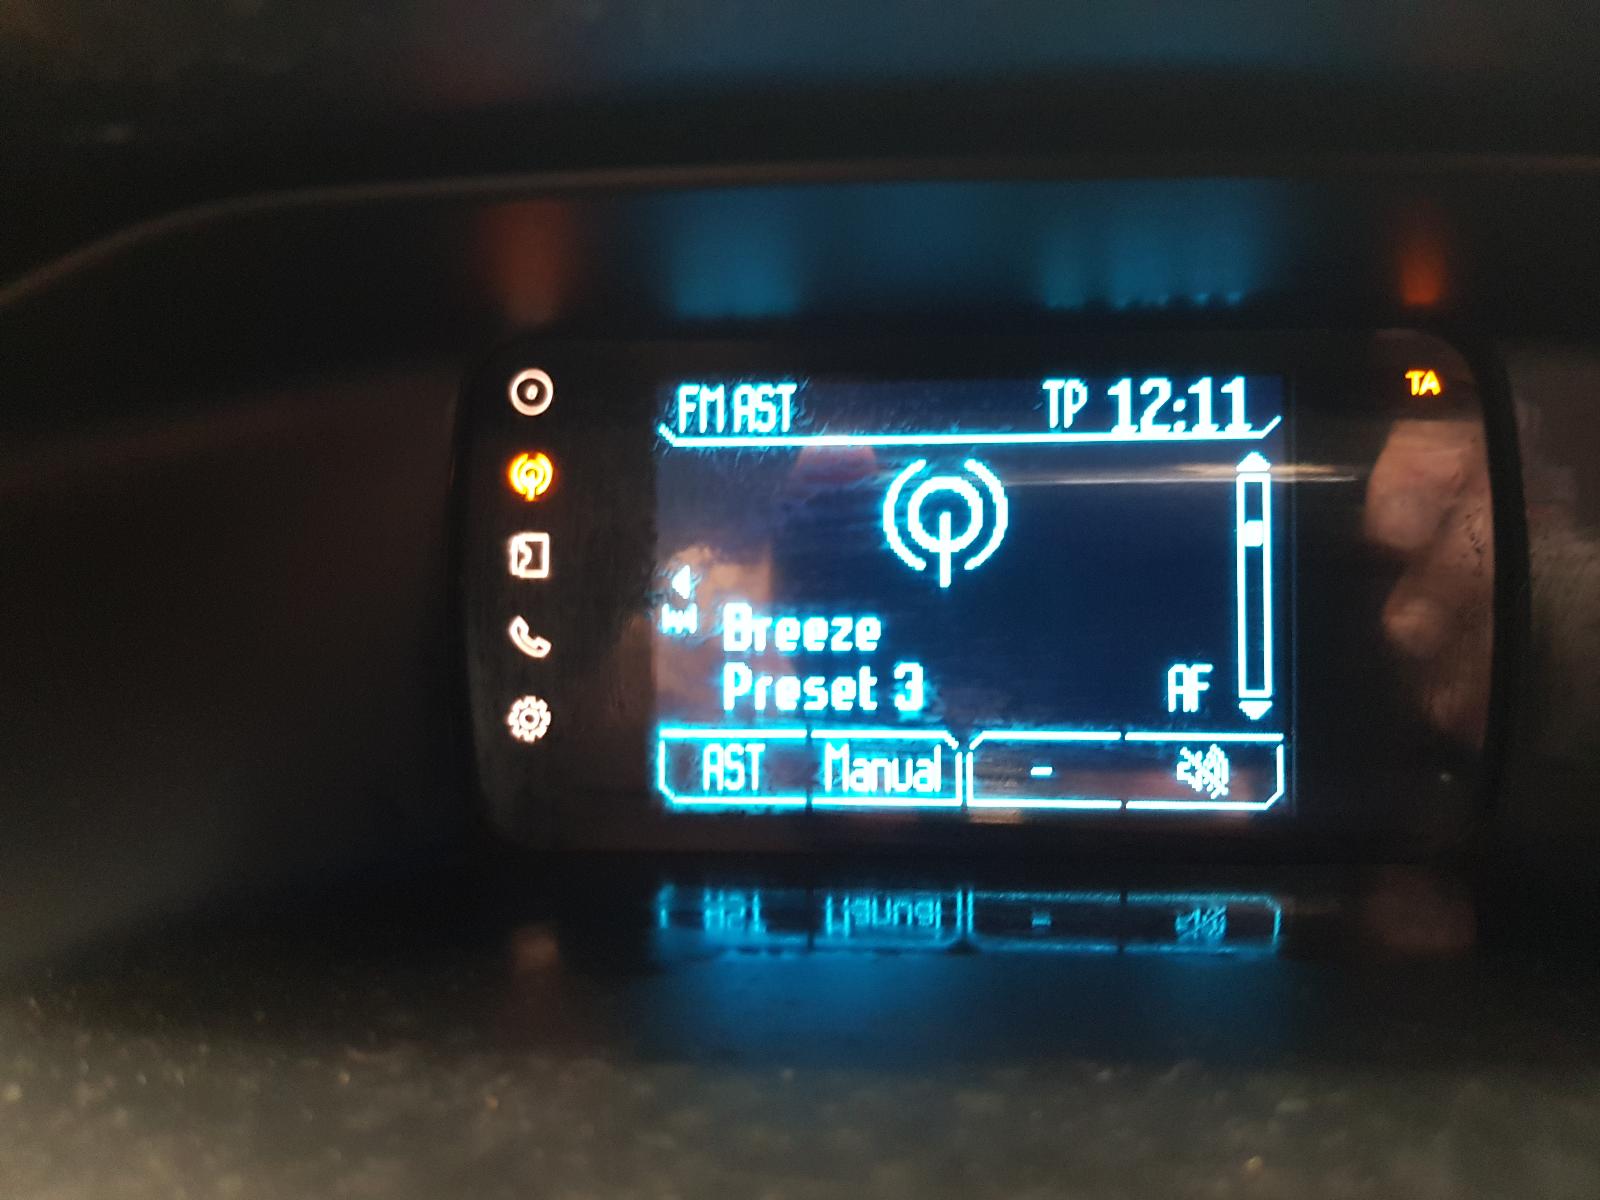 FM AST TP 12:11
TA
Breeze
Preset 3 AF
AST Manual -